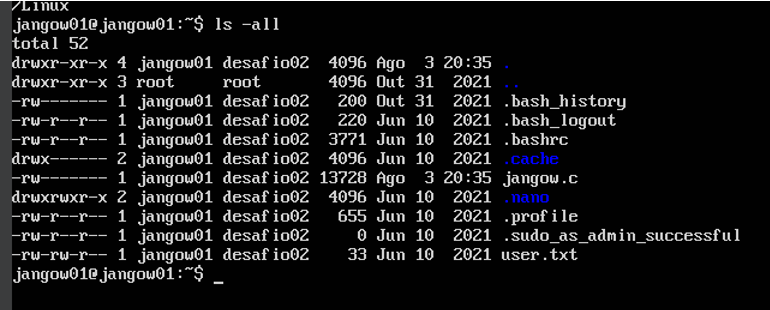 /Linux
jangow01@jangow01:~$ ls -all
total 52
drwxr-xr-x 4 jangow01 desafio02  4096 Ago  3 20:35 .
drwxr-xr-x 3 root     root       4096 Out 31  2021 ..
-rw------- 1 jangow01 desafio02   200 Out 31  2021 .bash_history
-rw-r--r-- 1 jangow01 desafio02   220 Jun 10  2021 .bash_logout
-rw-r--r-- 1 jangow01 desafio02  3771 Jun 10  2021 .bashrc
drwx------ 2 jangow01 desafio02  4096 Jun 10  2021 .cache
-rw------- 1 jangow01 desafio02 13728 Ago  3 20:35 jangow.c
drwxrwxr-x 2 jangow01 desafio02  4096 Jun 10  2021 .nano
-rw-r--r-- 1 jangow01 desafio02   655 Jun 10  2021 .profile
-rw-r--r-- 1 jangow01 desafio02     0 Jun 10  2021 .sudo_as_admin_successful
-rw-rw-r-- 1 jangow01 desafio02    33 Jun 10  2021 user.txt
jangow01@jangow01:~$ _